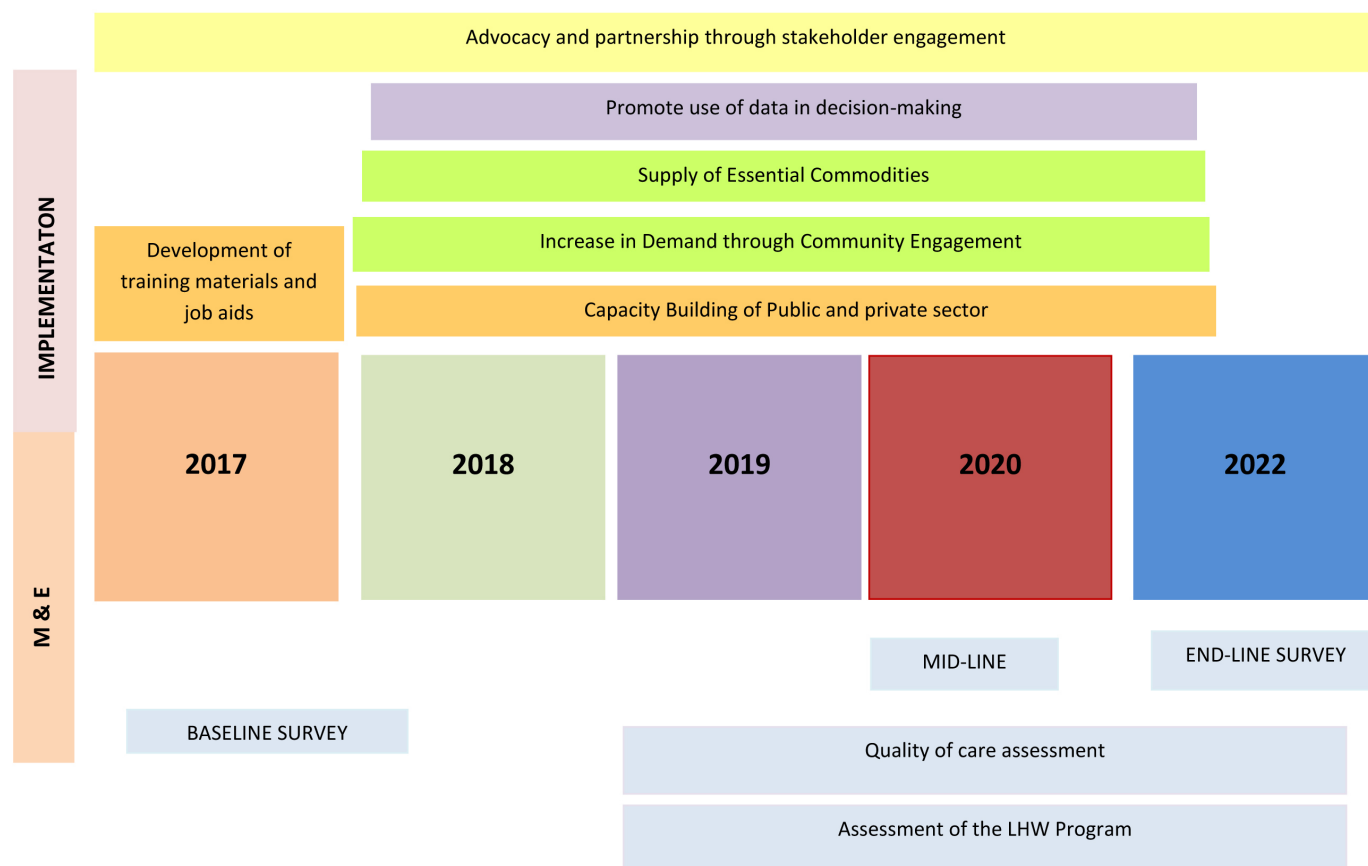 Advocacy and partnership through stakeholder engagement
Promote use of data in decision-making
Supply of Essential Commodities
Increase in Demand through Community Engagement
Development of
training materials and
job aids
Capacity Building of Public and private sector
IMPLEMENTATON
2017
2018
2019
2020
2022
M & E
MID-LINE
END-LINE SURVEY
BASELINE SURVEY
Quality of care assessment
Assessment of the LHW Program